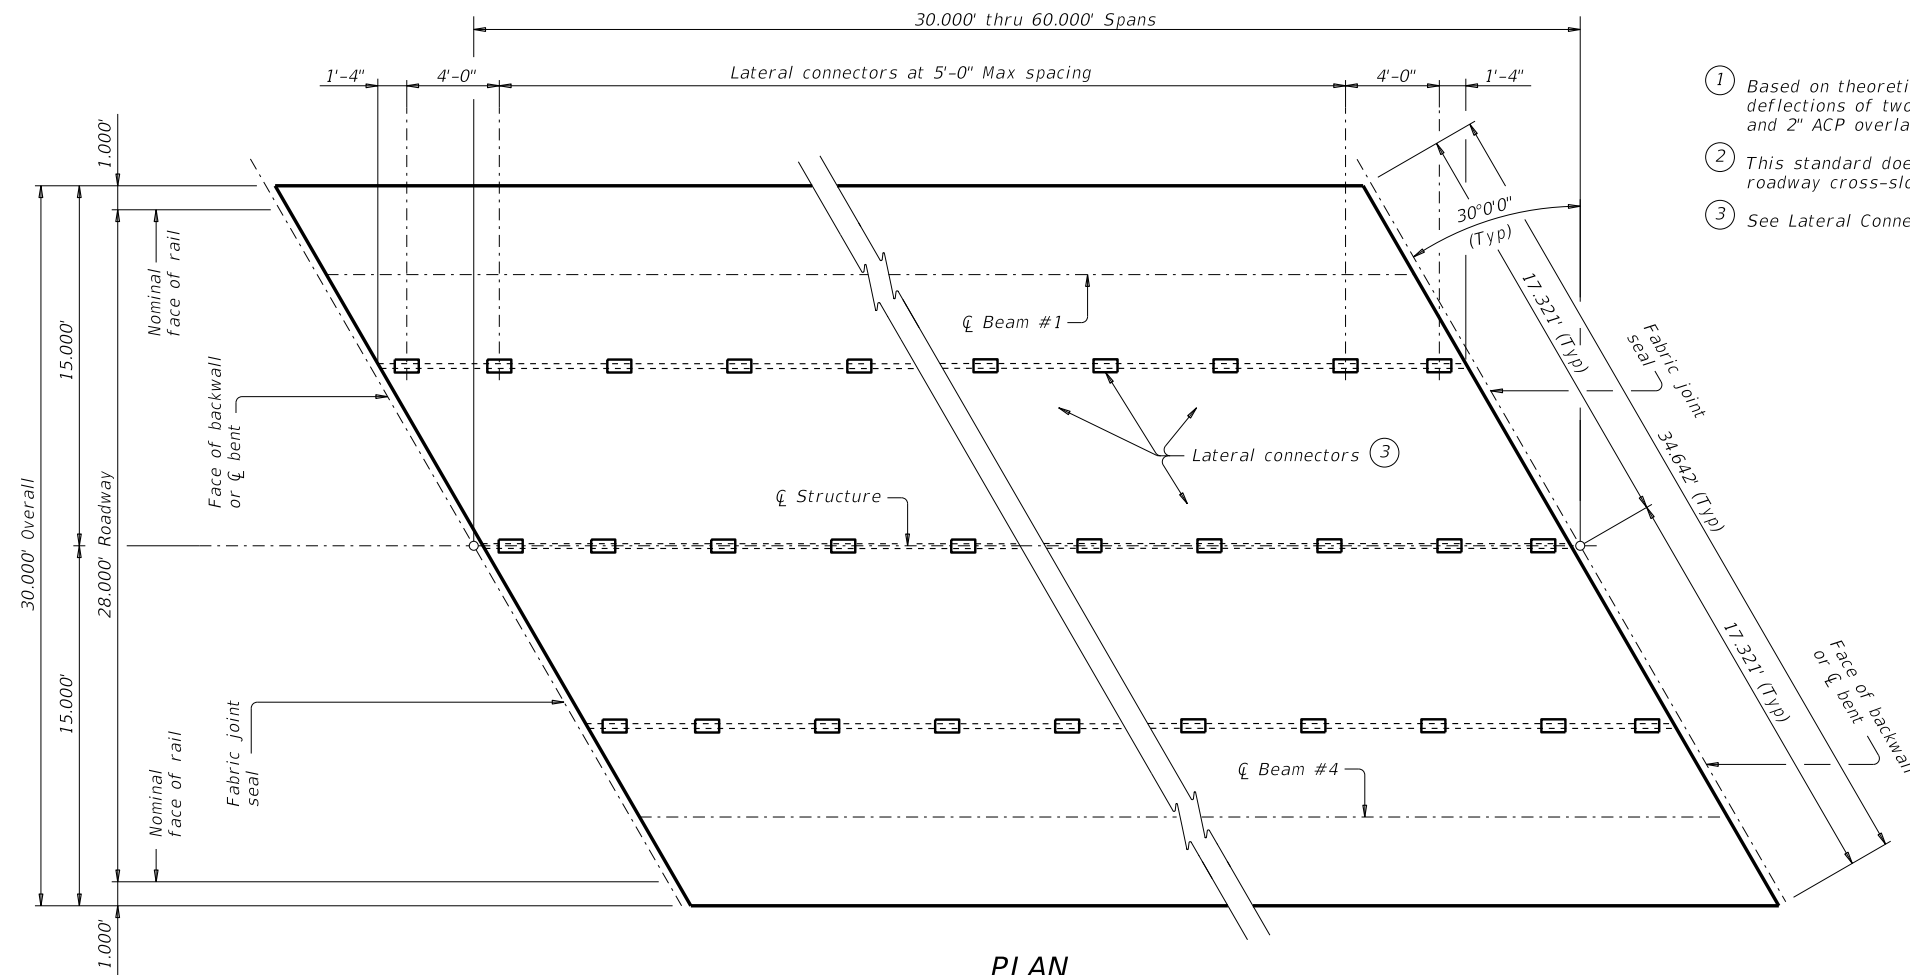 30.000' thru 60.000' Spans
1'-4"
4'-0"
Lateral connectors at 5'-0" Max spacing
4'-0"
1'-4"
1
Based on theoreti
deflections of two
and 2" ACP overla
2
This standard doe
roadway cross-slo
3
See Lateral Conne
1.000'
30°0'0"
(Typ)
Nominal
face of rail
17.321' (Typ)
℄ Beam #1
15.000'
Fabric joint
seal
Face of backwall
or ℄ bent
34.642' (Typ)
Lateral connectors
3
℄ Structure
30.000' Overall
28.000' Roadway
15.000'
17.321' (Typ)
Face of backwall
or ℄ bent
Fabric joint
seal
℄ Beam #4
Nominal
face of rail
1.000'
PLAN